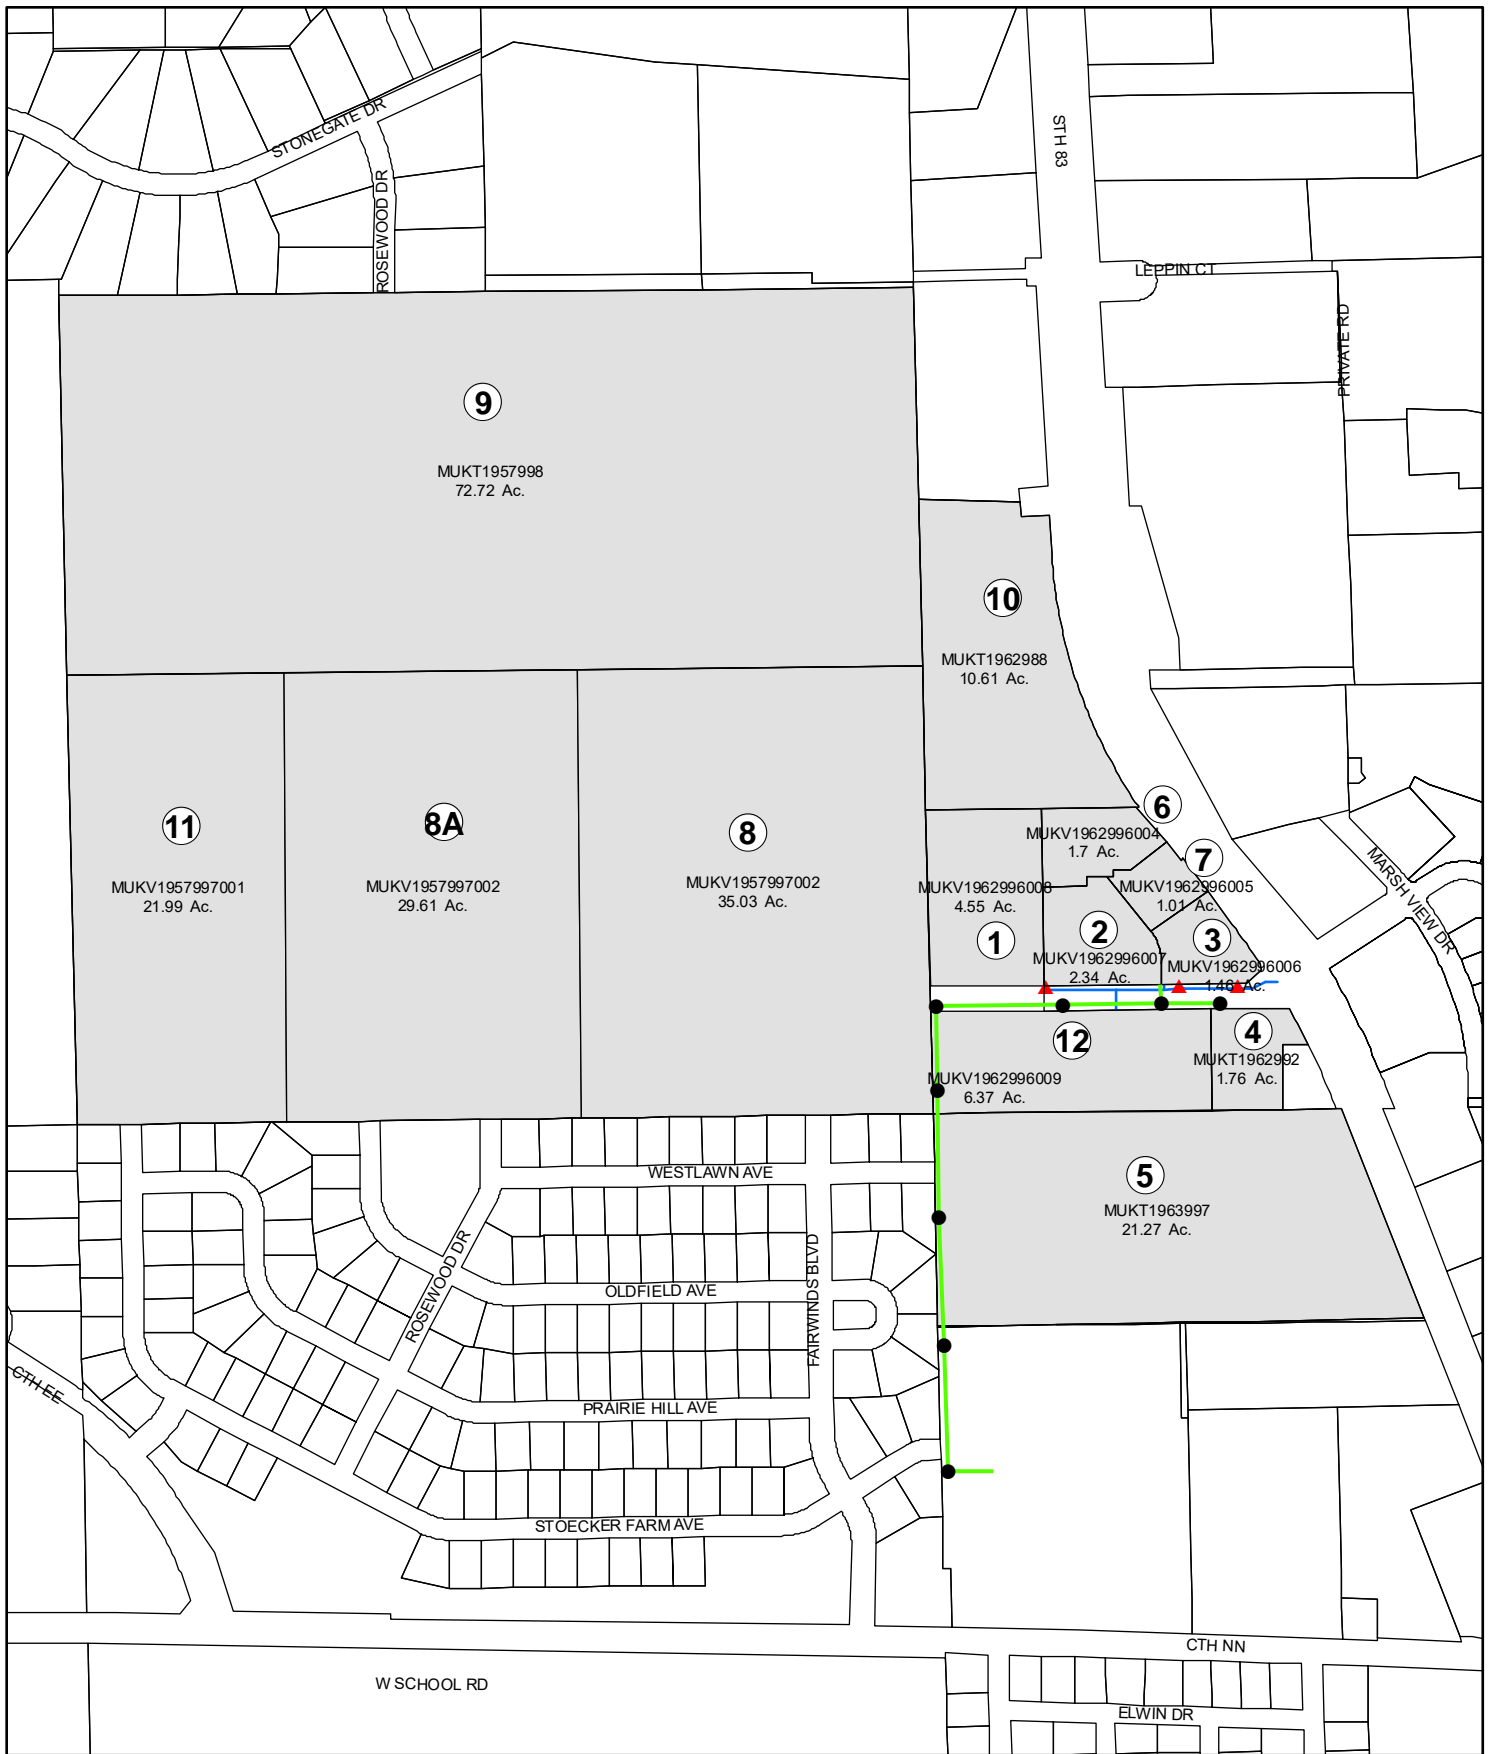 STONEGATE DR
ROSEWOOD DR
STH 83
LEPPIN CT
PRIVATE RD
9
MUKT1957998
72.72 Ac.
10
MUKT1962988
10.61 Ac.
11
MUKV1957997001
21.99 Ac.
8A
MUKV1957997002
29.61 Ac.
8
MUKV1957997002
35.03 Ac.
6
MUKV1962996004
1.7 Ac.
7
MUKV1962996005
1.01 Ac.
MUKV1962996008
4.55 Ac.
1
2
MUKV1962996007
2.34 Ac.
3
MUKV1962996006
1.46 Ac.
MARSH VIEW DR
12
MUKV1962996009
6.37 Ac.
4
MUKT1962992
1.76 Ac.
5
MUKT1963997
21.27 Ac.
WESTLAWN AVE
ROSEWOOD DR
OLDFIELD AVE
FAIRWINDS BLVD
CTH EE
PRAIRIE HILL AVE
STOECKER FARM AVE
CTH NN
W SCHOOL RD
ELWIN DR